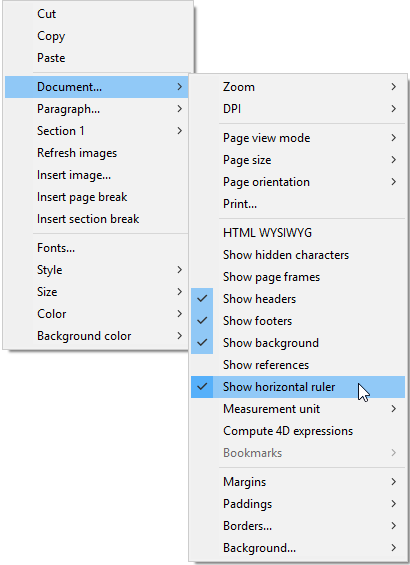 Cut
Copy
Paste
Document...
Paragraph...
Section 1
Refresh images
Insert image...
Insert page break
Insert section break
Fonts...
Style
Size
Color
Background color
Zoom
DPI
Page view mode
Page size
Page orientation
Print...
HTML WYSIWYG
Show hidden characters
Show page frames
Show headers
Show footers
Show background
Show references
Show horizontal ruler
Measurement unit
Compute 4D expressions
Bookmarks
Margins
Paddings
Borders...
Background...